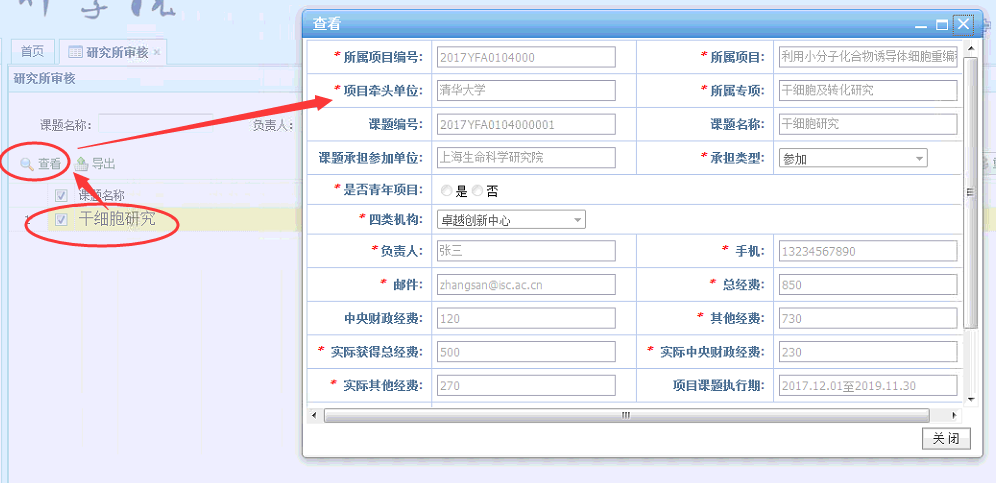 研学院
首页 研究所审核 ×
研究所审核
课题名称: 负责人:
查看 导出
课题名称
1 干细胞研究
查看
* 所属项目编号: 2017YFA0104000 * 所属项目: 利用小分子化合物诱导体细胞重编程
* 项目牵头单位: 清华大学 * 所属专项: 干细胞及转化研究
课题编号: 2017YFA0104000001 课题名称: 干细胞研究
课题承担参加单位: 上海生命科学研究院 * 承担类型: 参加
* 是否青年项目: 是 否
* 四类机构: 卓越创新中心
* 负责人: 张三 * 手机: 13234567890
* 邮件: zhangsan@isc.ac.cn * 总经费: 850
中央财政经费: 120 * 其他经费: 730
* 实际获得总经费: 500 * 实际中央财政经费: 230
* 实际其他经费: 270 项目课题执行期: 2017.12.01至2019.11.30
关 闭